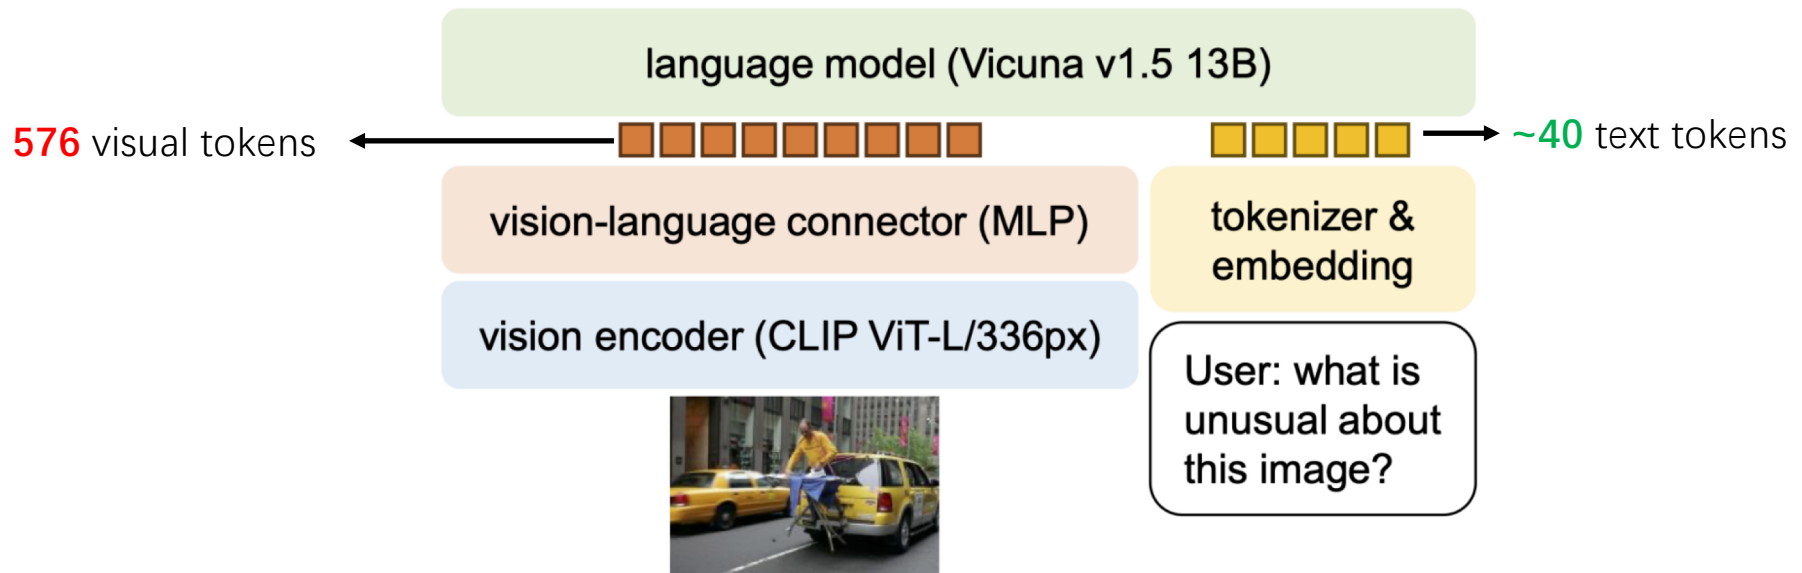 language model (Vicuna v1.5 13B)
576 visual tokens
~40 text tokens
vision-language connector (MLP)
tokenizer &
embedding
vision encoder (CLIP ViT-L/336px)
User: what is
unusual about
this image?